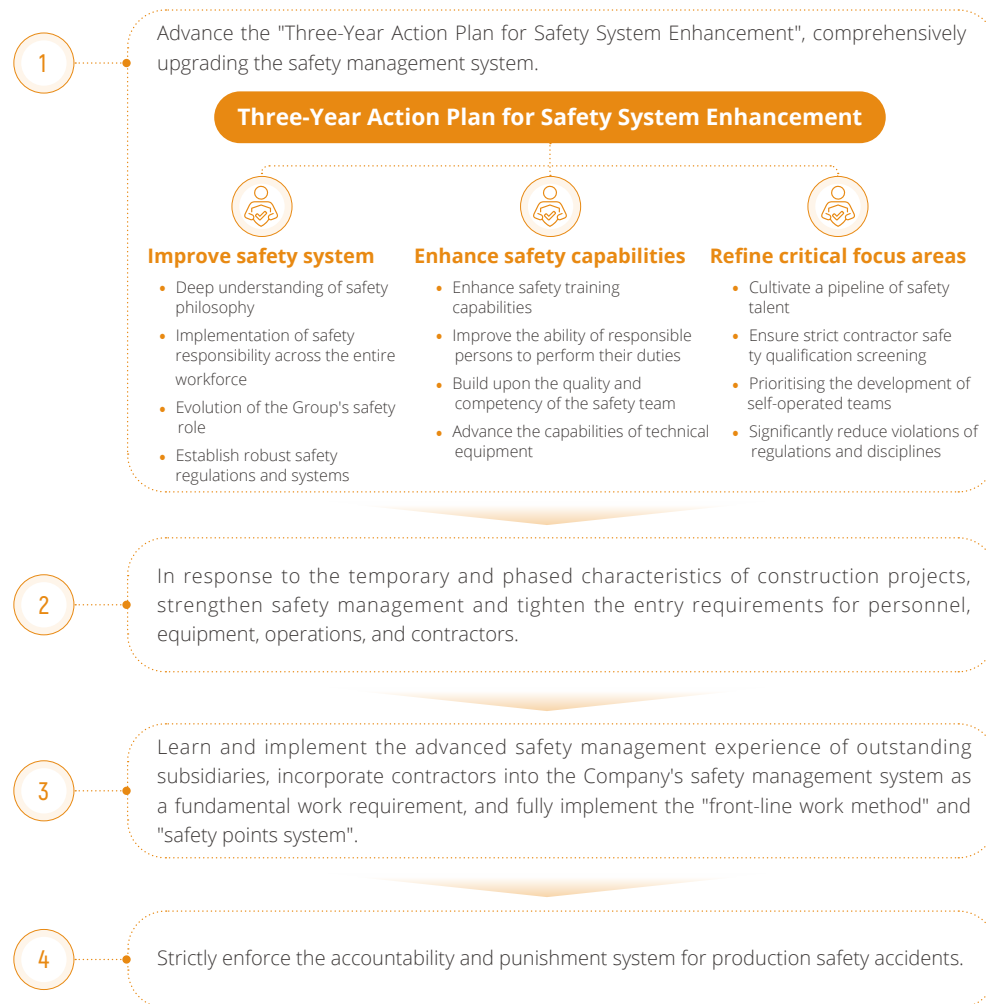 1
Advance the "Three-Year Action Plan for Safety System Enhancement", comprehensively
upgrading the safety management system.
Three-Year Action Plan for Safety System Enhancement
Improve safety system
• Deep understanding of safety
philosophy
• Implementation of safety
responsibility across the entire
workforce
• Evolution of the Group's safety
role
• Establish robust safety
regulations and systems
Enhance safety capabilities
• Enhance safety training
capabilities
• Improve the ability of responsible
persons to perform their duties
• Build upon the quality and
competency of the safety team
• Advance the capabilities of technical
equipment
Refine critical focus areas
• Cultivate a pipeline of safety
talent
• Ensure strict contractor safe
ty qualification screening
• Prioritising the development of
self-operated teams
• Significantly reduce violations of
regulations and disciplines
2
In response to the temporary and phased characteristics of construction projects,
strengthen safety management and tighten the entry requirements for personnel,
equipment, operations, and contractors.
3
Learn and implement the advanced safety management experience of outstanding
subsidiaries, incorporate contractors into the Company's safety management system as
a fundamental work requirement, and fully implement the "front-line work method" and
"safety points system".
4
Strictly enforce the accountability and punishment system for production safety accidents.